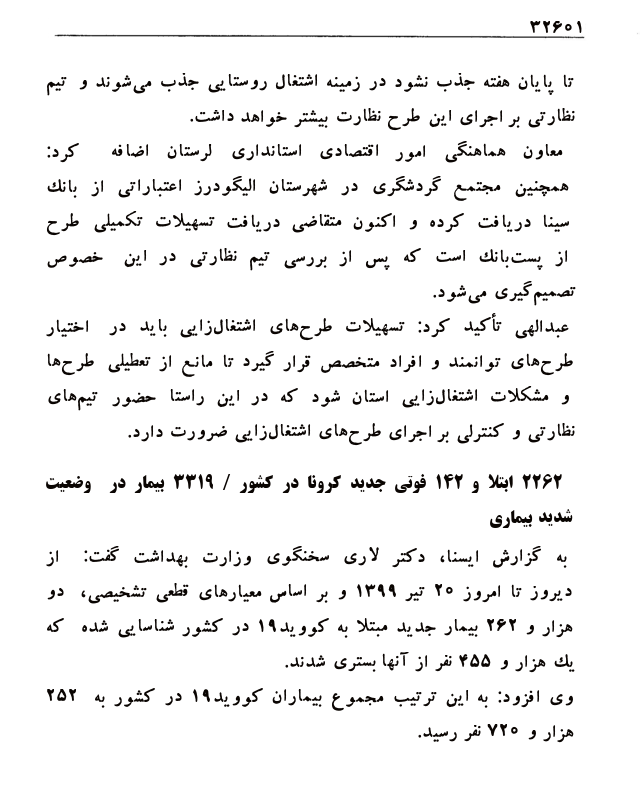 ۳۲۶۰۱
تا پایان هفته جذب نشود در زمینه اشتغال روستایی جذب می‌شوند و تیم
نظارتی بر اجرای این طرح نظارت بیشتر خواهد داشت.
معاون هماهنگی امور اقتصادی استانداری لرستان اضافه کرد:
همچنین مجتمع گردشگری در شهرستان الیگودرز اعتباراتی از بانك
سینا دریافت کرده و اکنون متقاضی دریافت تسهیلات تکمیلی طرح
از پست‌بانك است که پس از بررسی تیم نظارتی در این خصوص
تصمیم‌گیری می‌شود.
عبدالهی تأکید کرد: تسهیلات طرح‌های اشتغال‌زایی باید در اختیار
طرح‌های توانمند و افراد متخصص قرار گیرد تا مانع از تعطیلی طرح‌ها
و مشکلات اشتغال‌زایی استان شود که در این راستا حضور تیم‌های
نظارتی و کنترلی بر اجرای طرح‌های اشتغال‌زایی ضرورت دارد.
۲۲۶۲ ابتلا و ۱۴۲ فوتی جدید کرونا در کشور / ۳۳۱۹ بیمار در وضعیت
شدید بیماری
به گزارش ایسنا، دکتر لاری سخنگوی وزارت بهداشت گفت: از
دیروز تا امروز ۲۰ تیر ۱۳۹۹ و بر اساس معیارهای قطعی تشخیصی، دو
هزار و ۲۶۲ بیمار جدید مبتلا به کووید۱۹ در کشور شناسایی شده که
یك هزار و ۴۵۵ نفر از آنها بستری شدند.
وی افزود: به این ترتیب مجموع بیماران کووید۱۹ در کشور به ۲۵۲
هزار و ۷۲۰ نفر رسید.